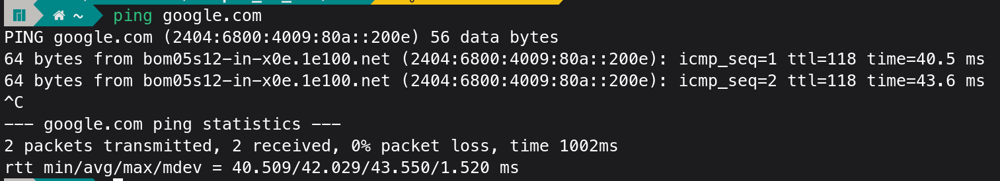 ~ ping google.com
PING google.com (2404:6800:4009:80a::200e) 56 data bytes
64 bytes from bom05s12-in-x0e.1e100.net (2404:6800:4009:80a::200e): icmp_seq=1 ttl=118 time=40.5 ms
64 bytes from bom05s12-in-x0e.1e100.net (2404:6800:4009:80a::200e): icmp_seq=2 ttl=118 time=43.6 ms
^C
--- google.com ping statistics ---
2 packets transmitted, 2 received, 0% packet loss, time 1002ms
rtt min/avg/max/mdev = 40.509/42.029/43.550/1.520 ms